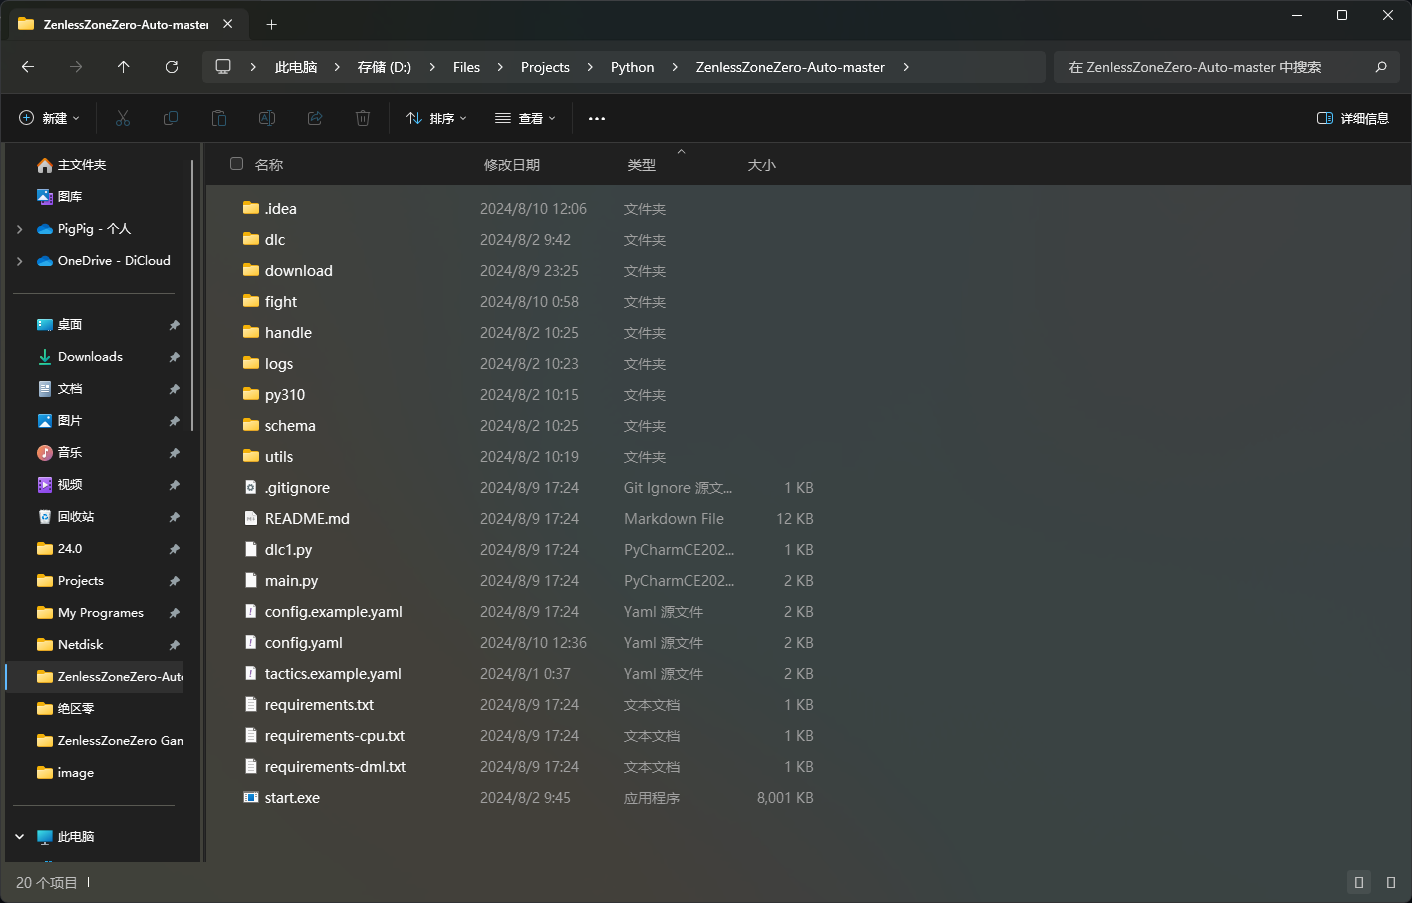 ZenlessZoneZero-Auto-master
此电脑 存储 (D:) Files Projects Python ZenlessZoneZero-Auto-master
在 ZenlessZoneZero-Auto-master 中搜索
新建 排序 查看 详细信息
主文件夹
图库
PigPig - 个人
OneDrive - DiCloud
桌面
Downloads
文档
图片
音乐
视频
回收站
24.0
Projects
My Programes
Netdisk
ZenlessZoneZero-Aut
绝区零
ZenlessZoneZero Gan
image
此电脑
名称 修改日期 类型 大小
.idea 2024/8/10 12:06 文件夹
dlc 2024/8/2 9:42 文件夹
download 2024/8/9 23:25 文件夹
fight 2024/8/10 0:58 文件夹
handle 2024/8/2 10:25 文件夹
logs 2024/8/2 10:23 文件夹
py310 2024/8/2 10:15 文件夹
schema 2024/8/2 10:25 文件夹
utils 2024/8/2 10:19 文件夹
.gitignore 2024/8/9 17:24 Git Ignore 源文... 1 KB
README.md 2024/8/9 17:24 Markdown File 12 KB
dlc1.py 2024/8/9 17:24 PyCharmCE202... 1 KB
main.py 2024/8/9 17:24 PyCharmCE202... 2 KB
config.example.yaml 2024/8/9 17:24 Yaml 源文件 2 KB
config.yaml 2024/8/10 12:36 Yaml 源文件 2 KB
tactics.example.yaml 2024/8/1 0:37 Yaml 源文件 2 KB
requirements.txt 2024/8/9 17:24 文本文档 1 KB
requirements-cpu.txt 2024/8/9 17:24 文本文档 1 KB
requirements-dml.txt 2024/8/9 17:24 文本文档 1 KB
start.exe 2024/8/2 9:45 应用程序 8,001 KB
20 个项目